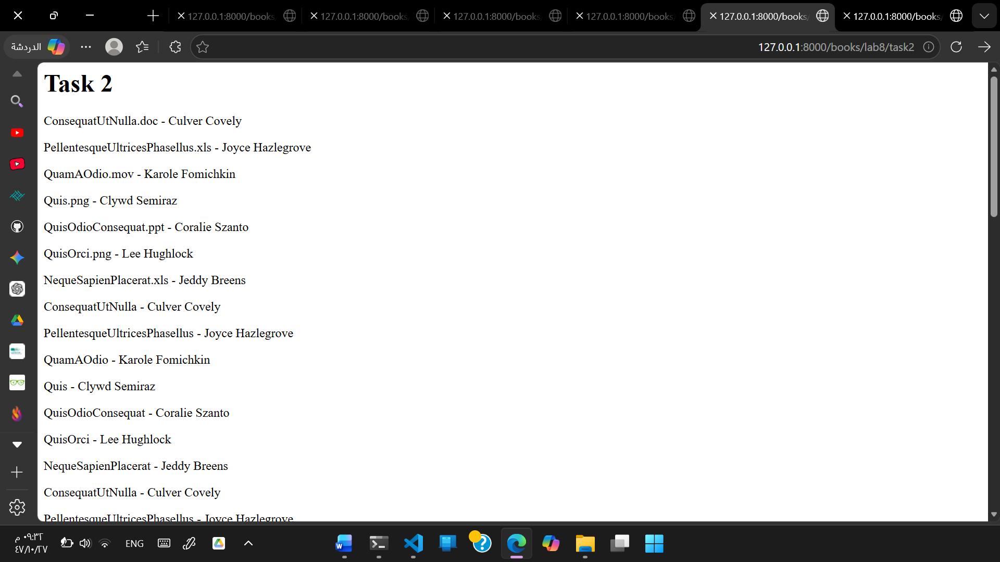 127.0.0.1:8000/books
127.0.0.1:8000/books
127.0.0.1:8000/books
127.0.0.1:8000/books
127.0.0.1:8000/books/
127.0.0.1:8000/books/
الدردشة
127.0.0.1:8000/books/lab8/task2
Task 2
ConsequatUtNulla.doc - Culver Covely
PellentesqueUltricesPhasellus.xls - Joyce Hazlegrove
QuamAOdio.mov - Karole Fomichkin
Quis.png - Clywd Semiraz
QuisOdioConsequat.ppt - Coralie Szanto
QuisOrci.png - Lee Hughlock
NequeSapienPlacerat.xls - Jeddy Breens
ConsequatUtNulla - Culver Covely
PellentesqueUltricesPhasellus - Joyce Hazlegrove
QuamAOdio - Karole Fomichkin
Quis - Clywd Semiraz
QuisOdioConsequat - Coralie Szanto
QuisOrci - Lee Hughlock
NequeSapienPlacerat - Jeddy Breens
ConsequatUtNulla - Culver Covely
PellentesqueUltricesPhasellus - Joyce Hazlegrove
٠٩:٣٢ م
٤٧/١٠/٢٧
ENG